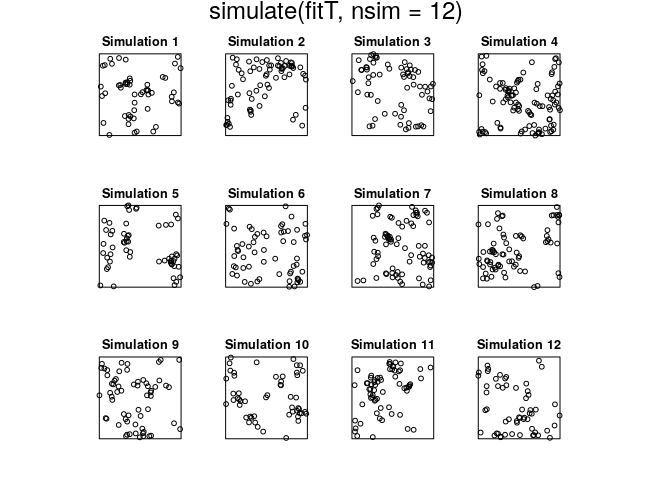 simulate(fitT, nsim = 12)
Simulation 1
Simulation 2
Simulation 3
Simulation 4
Simulation 5
Simulation 6
Simulation 7
Simulation 8
Simulation 9
Simulation 10
Simulation 11
Simulation 12